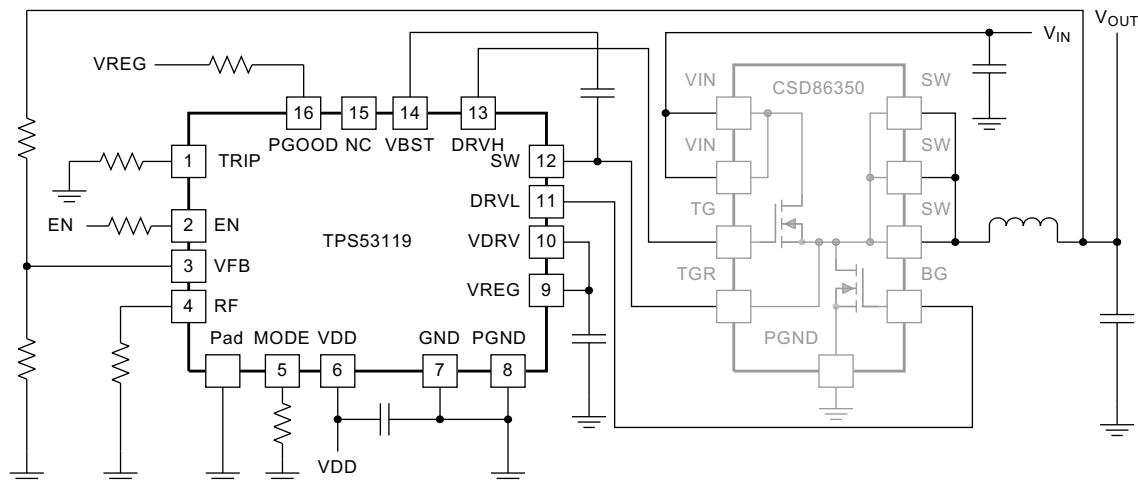 V_OUT
V_IN
VREG
VIN
CSD86350
SW
16 15 14 13
PGOOD NC VBST DRVH
1 TRIP
SW 12
VIN
SW
DRVL 11
TG
SW
EN
2 EN
TPS53119
VDRV 10
3 VFB
TGR
BG
VREG 9
4 RF
PGND
Pad MODE VDD GND PGND
5 6 7 8
VDD